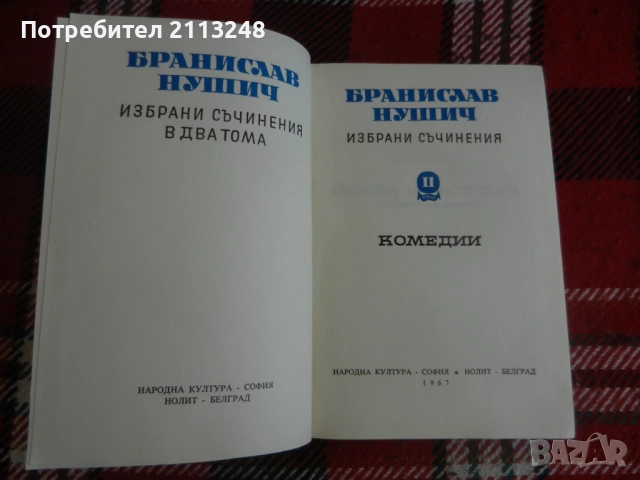 Потребител 2113248
БРАНИСЛАВ
НУШИЧ
ИЗБРАНИ СЪЧИНЕНИЯ
В ДВА ТОМА
НАРОДНА КУЛТУРА - СОФИЯ
НОЛИТ - БЕЛГРАД
БРАНИСЛАВ
НУШИЧ
ИЗБРАНИ СЪЧИНЕНИЯ
II
КОМЕДИИ
НАРОДНА КУЛТУРА - СОФИЯ • НОЛИТ - БЕЛГРАД
1967
BAZAR